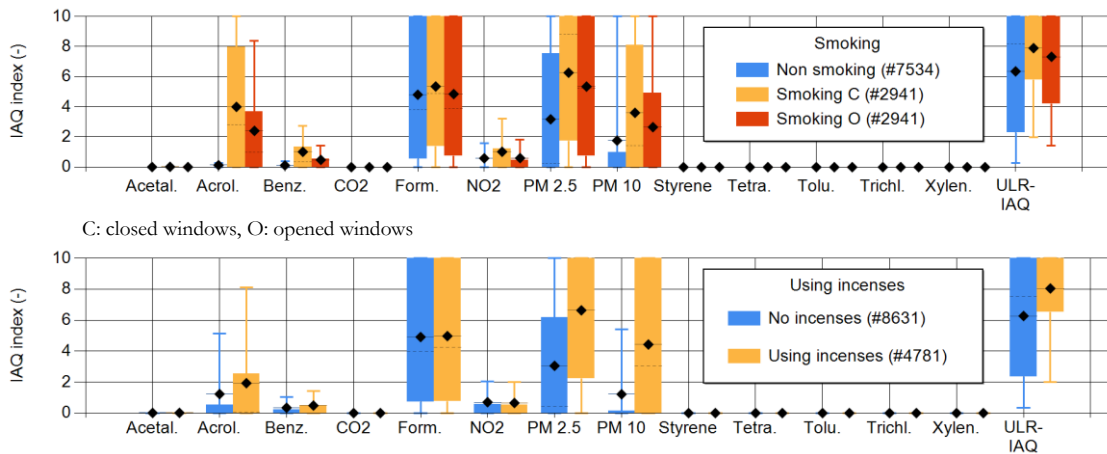 10
Smoking
8
Non smoking (#7534)
6
Smoking C (#2941)
4
Smoking O (#2941)
2
0
IAQ index (-)
Acetal. Acrol. Benz. CO2 Form. NO2 PM 2.5 PM 10 Styrene Tetra. Tolu. Trichl. Xylen. ULR-
IAQ
C: closed windows, O: opened windows
10
Using incenses
8
No incenses (#8631)
6
4
Using incenses (#4781)
2
0
IAQ index (-)
Acetal. Acrol. Benz. CO2 Form. NO2 PM 2.5 PM 10 Styrene Tetra. Tolu. Trichl. Xylen. ULR-
IAQ